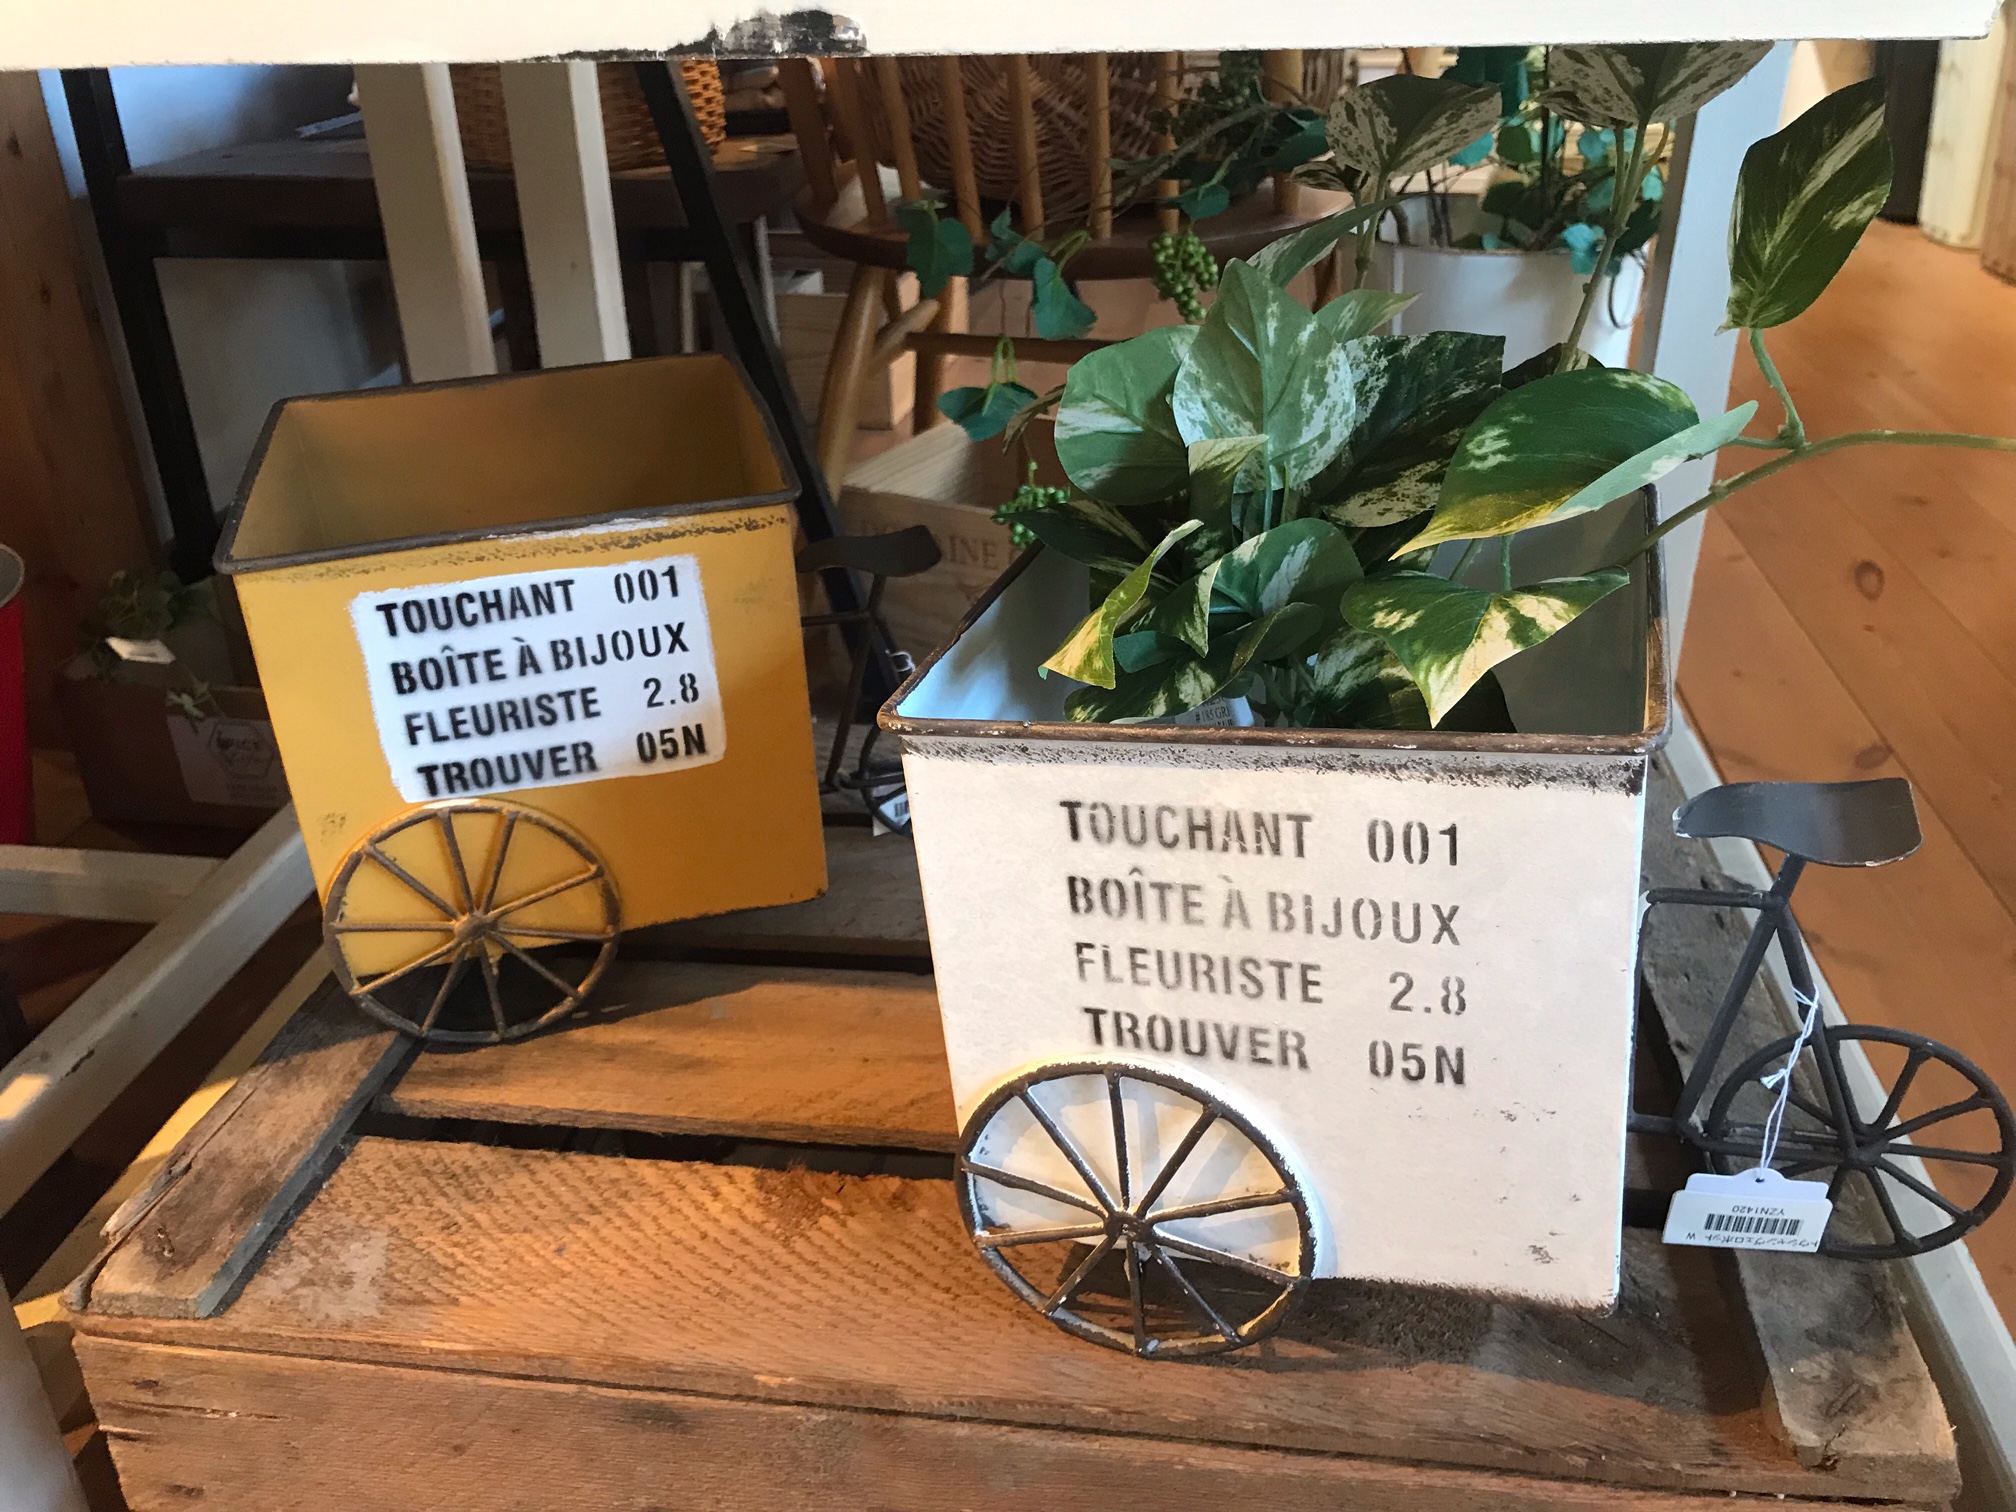 TOUCHANT 001
BOÎTE À BIJOUX
FLEURISTE 2.8
TROUVER 05N
TOUCHANT 001
BOÎTE À BIJOUX
FLEURISTE 2.8
TROUVER 05N
YZN1420